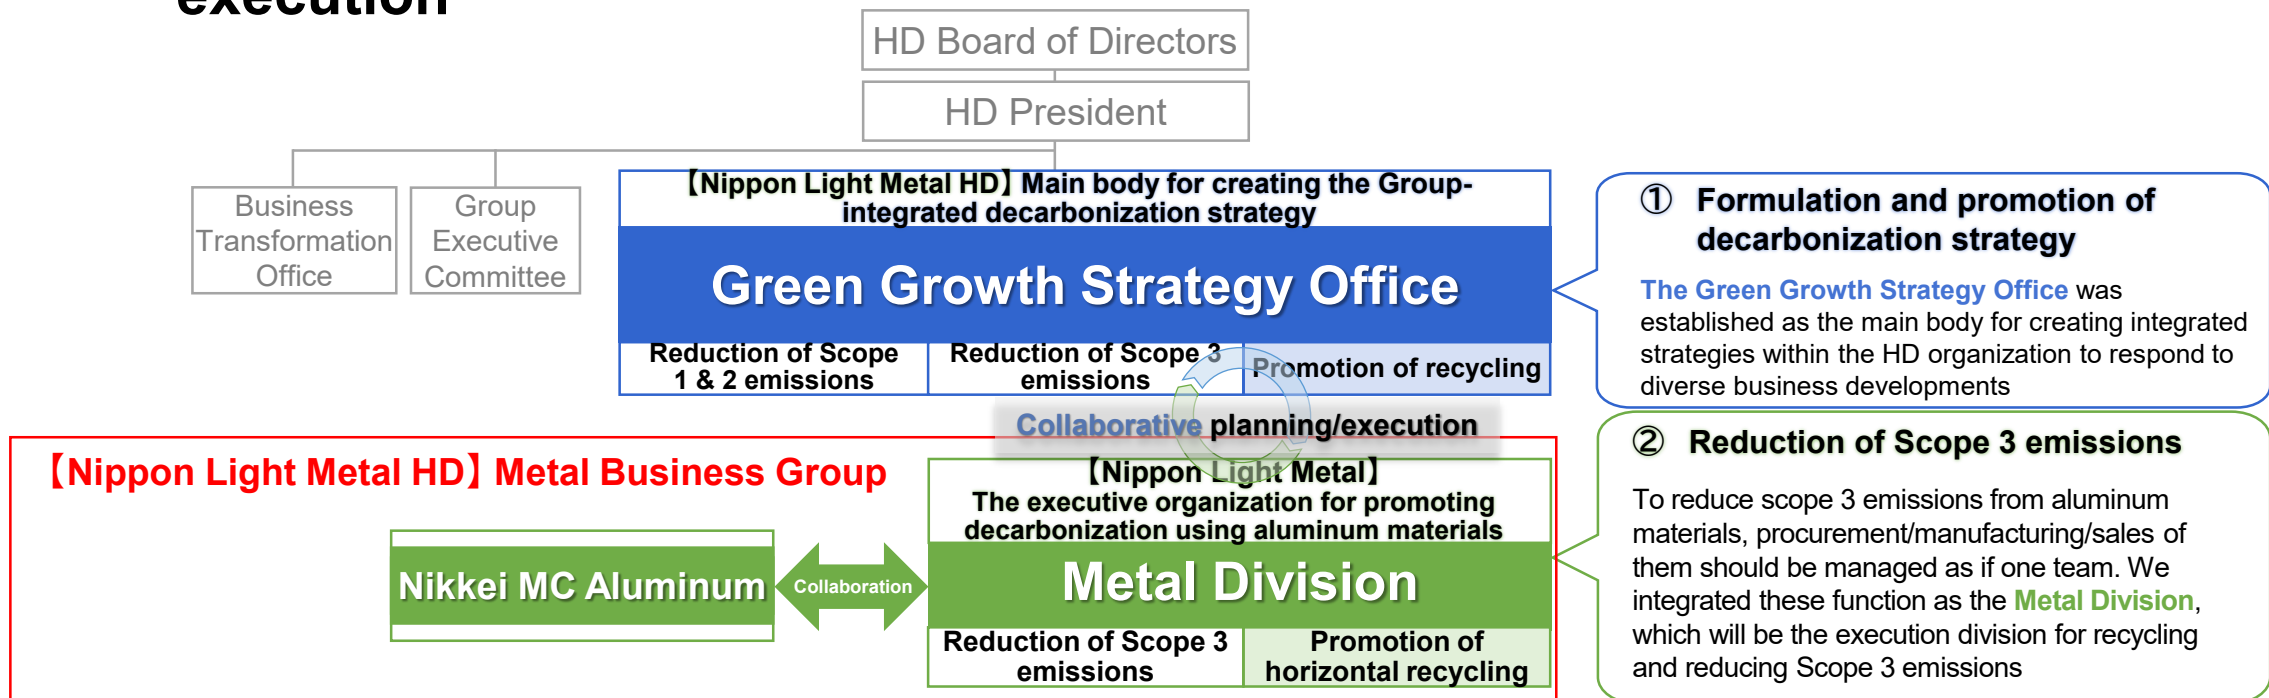 execution
HD Board of Directors
HD President
Business
Transformation
Office
Group
Executive
Committee
【Nippon Light Metal HD】Main body for creating the Group-
integrated decarbonization strategy
Green Growth Strategy Office
Reduction of Scope
1 & 2 emissions
Reduction of Scope 3
emissions
Promotion of recycling
① Formulation and promotion of
decarbonization strategy
The Green Growth Strategy Office was
established as the main body for creating integrated
strategies within the HD organization to respond to
diverse business developments
Collaborative planning/execution
【Nippon Light Metal HD】Metal Business Group
【Nippon Light Metal】
The executive organization for promoting
decarbonization using aluminum materials
Nikkei MC Aluminum
Collaboration
Metal Division
Reduction of Scope 3
emissions
Promotion of
horizontal recycling
② Reduction of Scope 3 emissions
To reduce scope 3 emissions from aluminum
materials, procurement/manufacturing/sales of
them should be managed as if one team. We
integrated these function as the Metal Division,
which will be the execution division for recycling
and reducing Scope 3 emissions